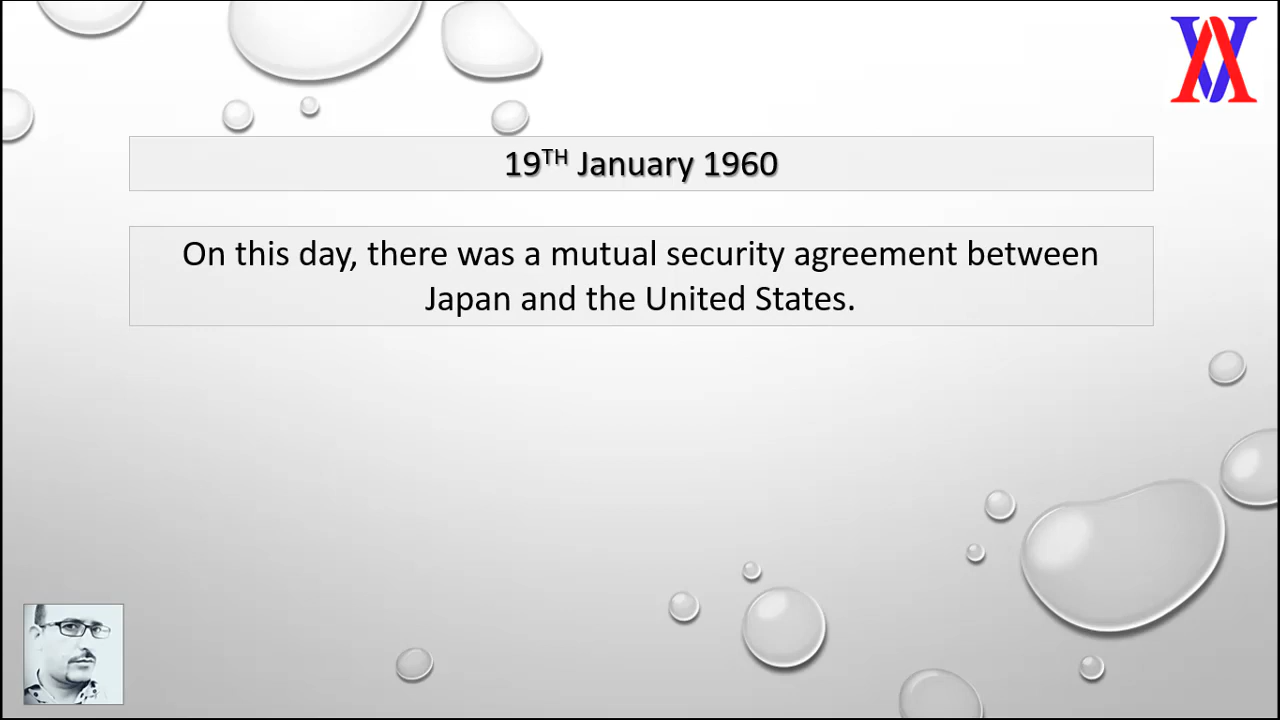 19TH January 1960
On this day, there was a mutual security agreement between
Japan and the United States.